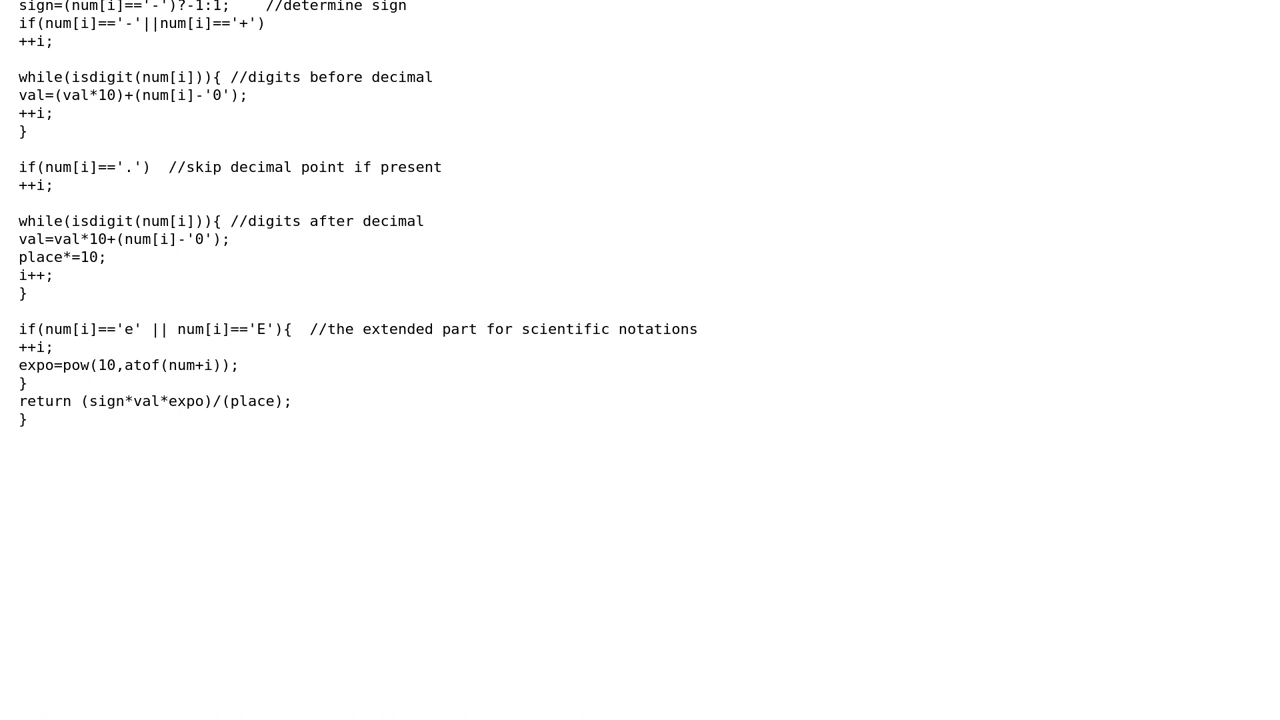 sign=(num[i]=='-')?-1:1;    //determine sign
if(num[i]=='-'||num[i]=='+')
++i;
while(isdigit(num[i])){ //digits before decimal
val=(val*10)+(num[i]-'0');
++i;
}
if(num[i]=='.')  //skip decimal point if present
++i;
while(isdigit(num[i])){ //digits after decimal
val=val*10+(num[i]-'0');
place*=10;
i++;
}
if(num[i]=='e' || num[i]=='E'){  //the extended part for scientific notations
++i;
expo=pow(10,atof(num+i));
}
return (sign*val*expo)/(place);
}